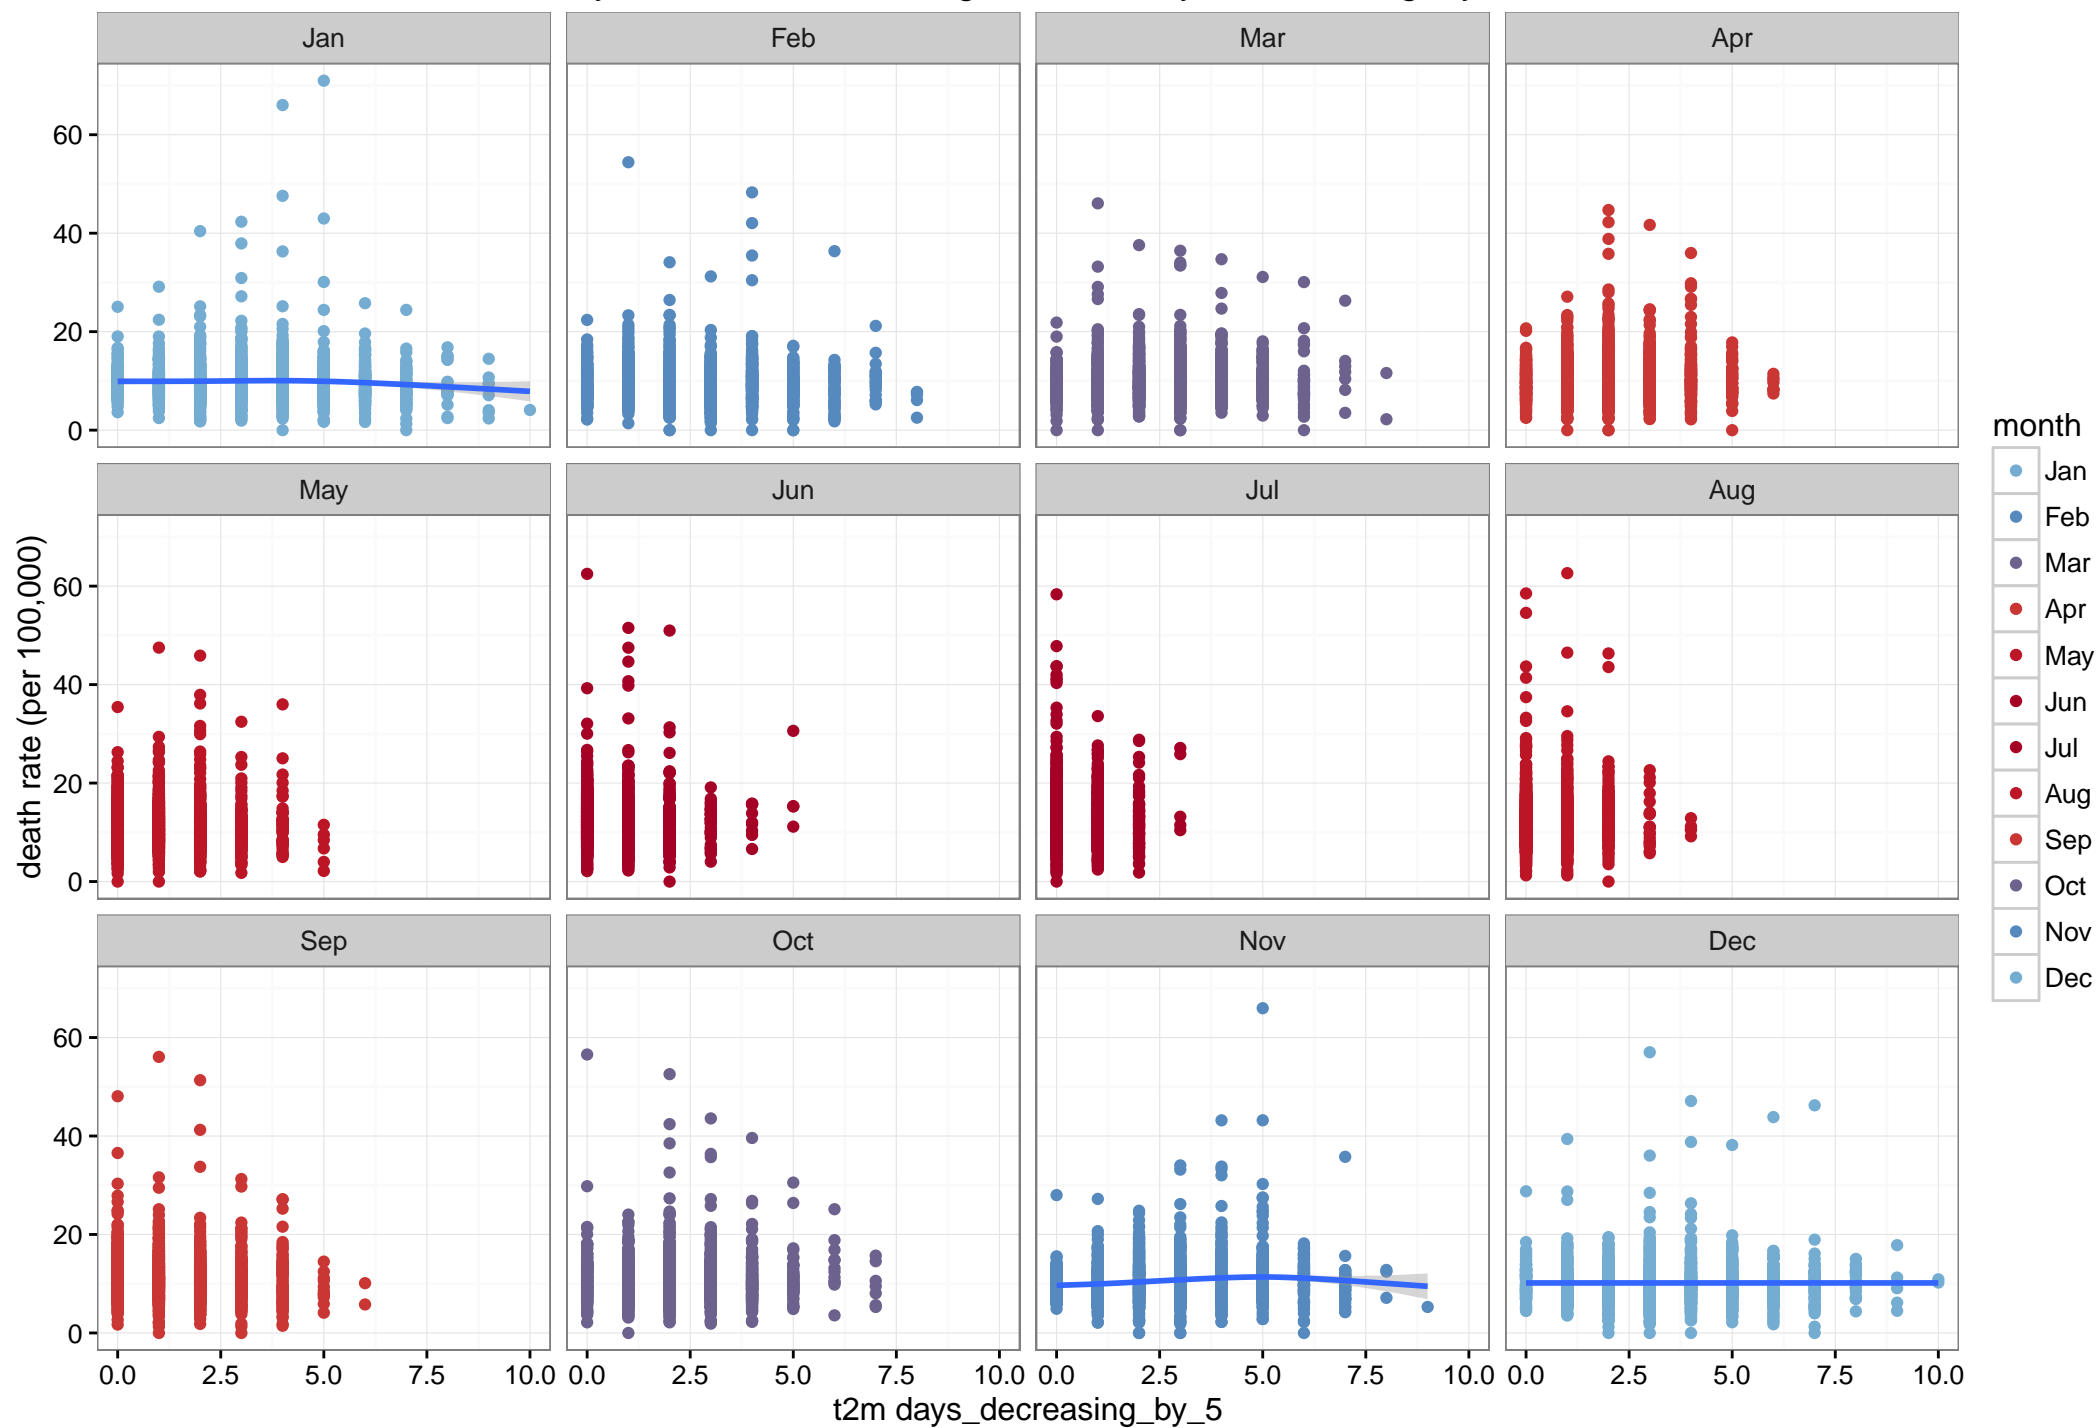 Jan Feb Mar Apr
60
40
20
0
May Jun Jul Aug
60
40
20
0
death rate (per 100,000)
Sep Oct Nov Dec
60
40
20
0
0.0 2.5 5.0 7.5 10.0 0.0 2.5 5.0 7.5 10.0 0.0 2.5 5.0 7.5 10.0 0.0 2.5 5.0 7.5 10.0
t2m days_decreasing_by_5
month
Jan
Feb
Mar
Apr
May
Jun
Jul
Aug
Sep
Oct
Nov
Dec